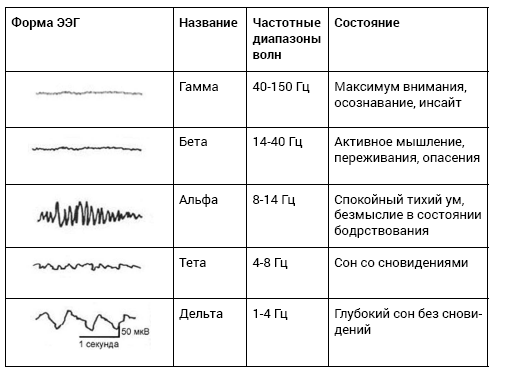 Форма ЭЭГ
Название
Частотные
диапазоны
волн
Состояние
Гамма
40-150 Гц
Максимум внимания,
осознавание, инсайт
Бета
14-40 Гц
Активное мышление,
переживания, опасения
Альфа
8-14 Гц
Спокойный тихий ум,
безмыслие в состоянии
бодрствования
Тета
4-8 Гц
Сон со сновидениями
50 мкВ
1 секунда
Дельта
1-4 Гц
Глубокий сон без снови-
дений